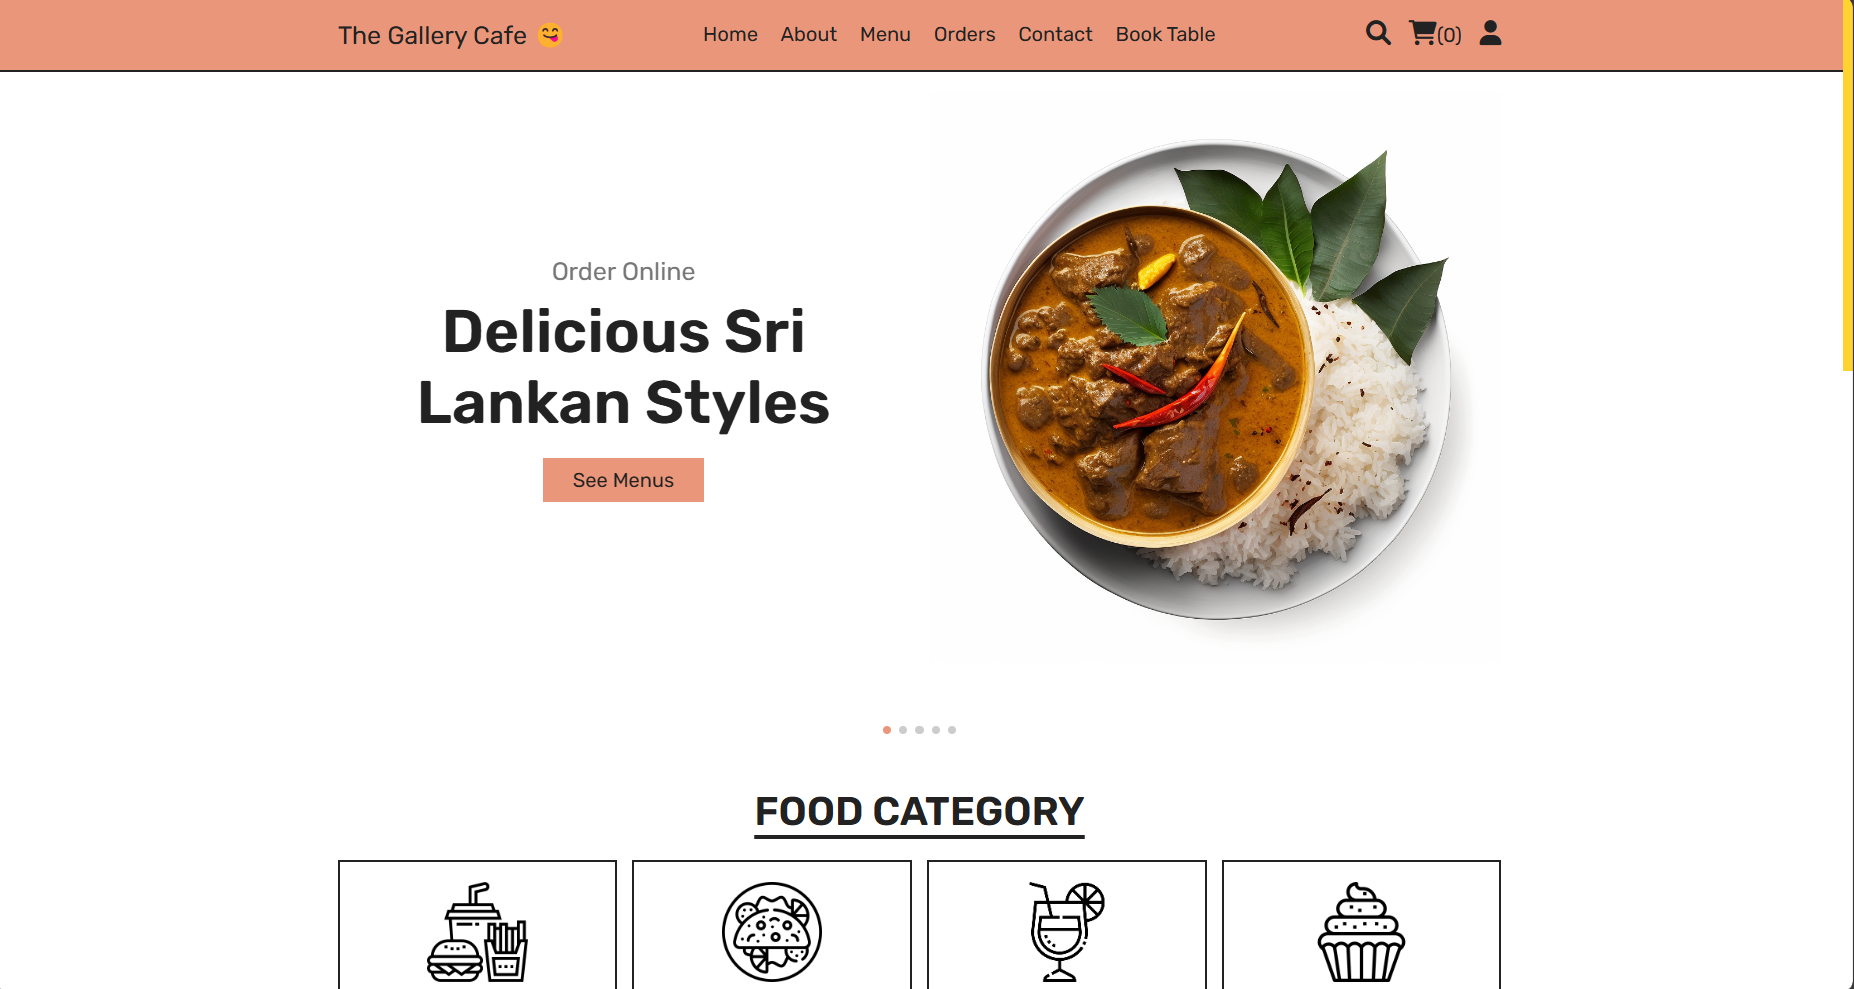 The Gallery Cafe 😋
Home About Menu Orders Contact Book Table
(0)
Order Online
Delicious Sri
Lankan Styles
See Menus
FOOD CATEGORY